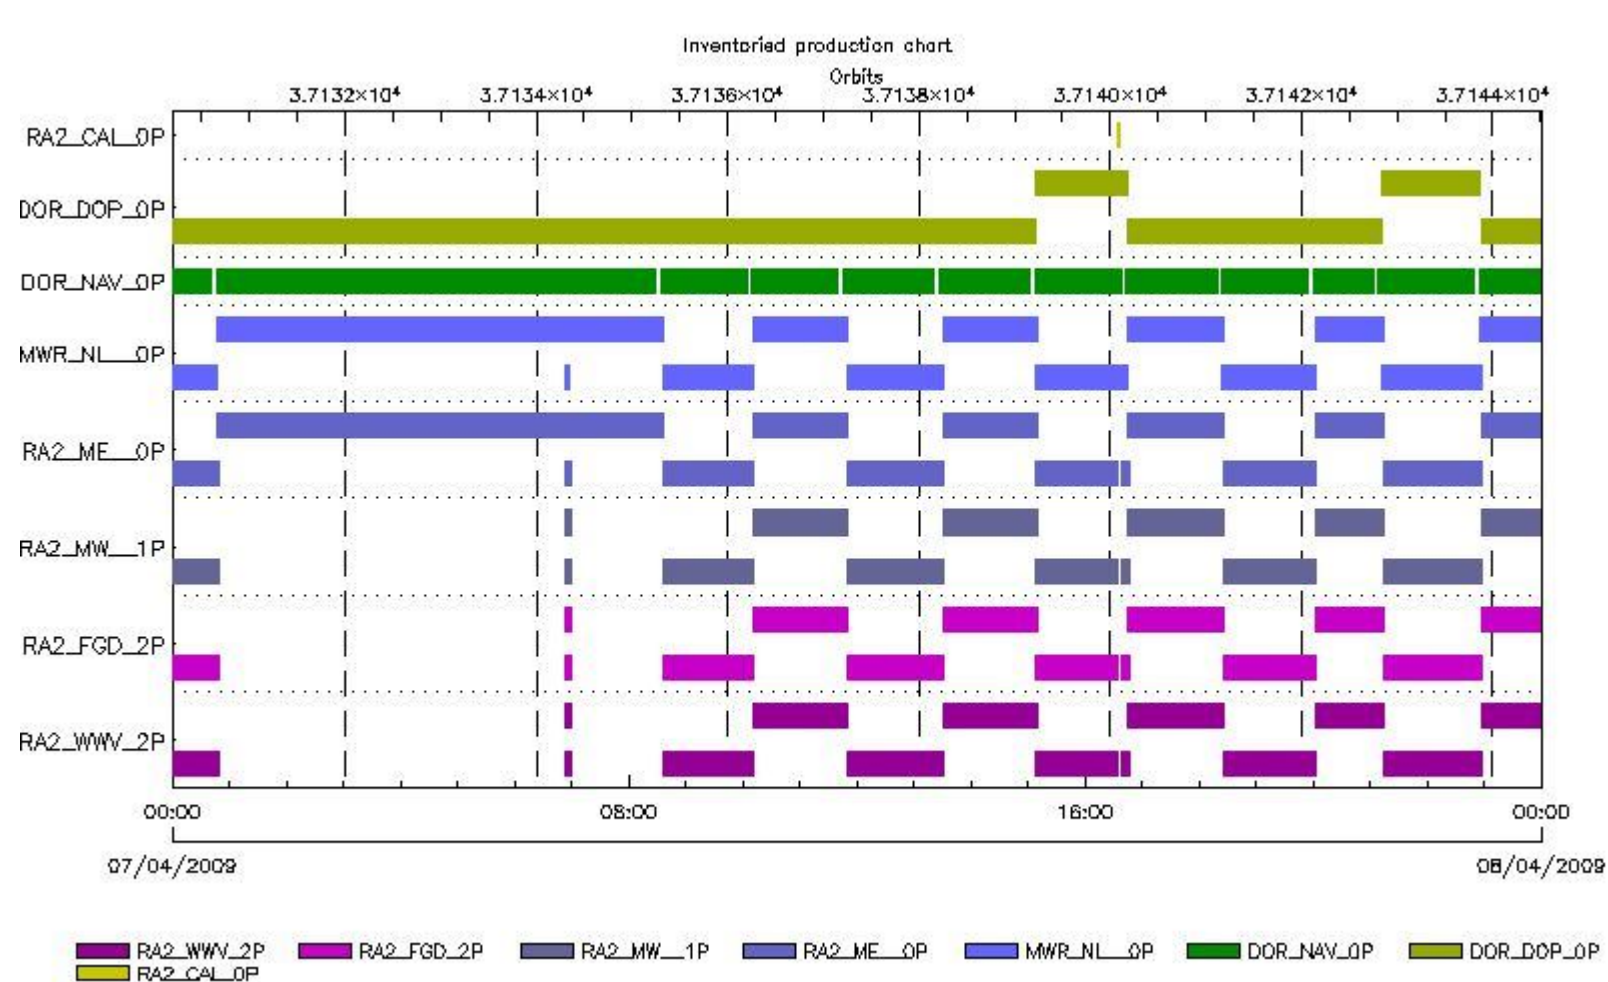 Inventoried production chart
Orbits
3.7132×10⁴ 3.7134×10⁴ 3.7136×10⁴ 3.7138×10⁴ 3.7140×10⁴ 3.7142×10⁴ 3.7144×10⁴
RA2_CAL_0P
DOR_DOP_0P
DOR_NAV_0P
MWR_NL__0P
RA2_ME__0P
RA2_MW__1P
RA2_FGD_2P
RA2_WWV_2P
00:00 08:00 16:00 00:00
07/04/2009 08/04/2009
RA2_WWV_2P RA2_FGD_2P RA2_MW__1P RA2_ME__0P MWR_NL__0P DOR_NAV_0P DOR_DOP_0P
RA2_CAL_0P